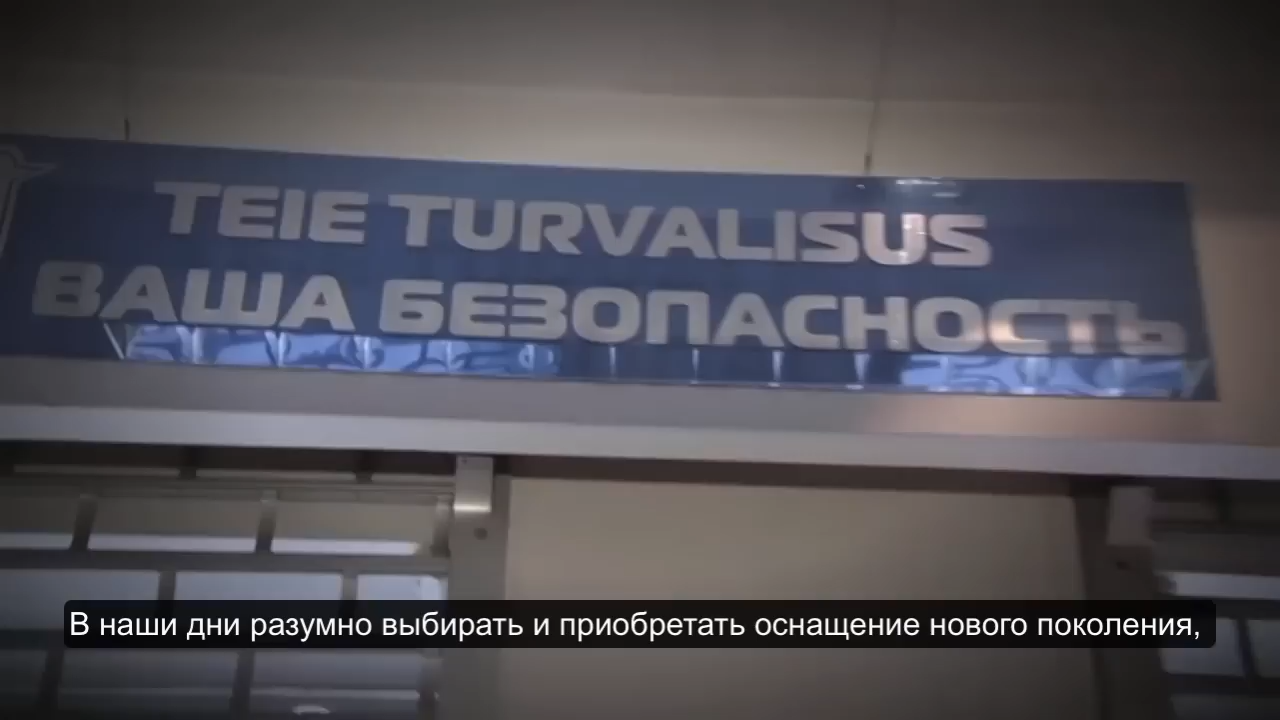 TEIE TURVALISUS
ВАША БЕЗОПАСНОСТЬ
В наши дни разумно выбирать и приобретать оснащение нового поколения,